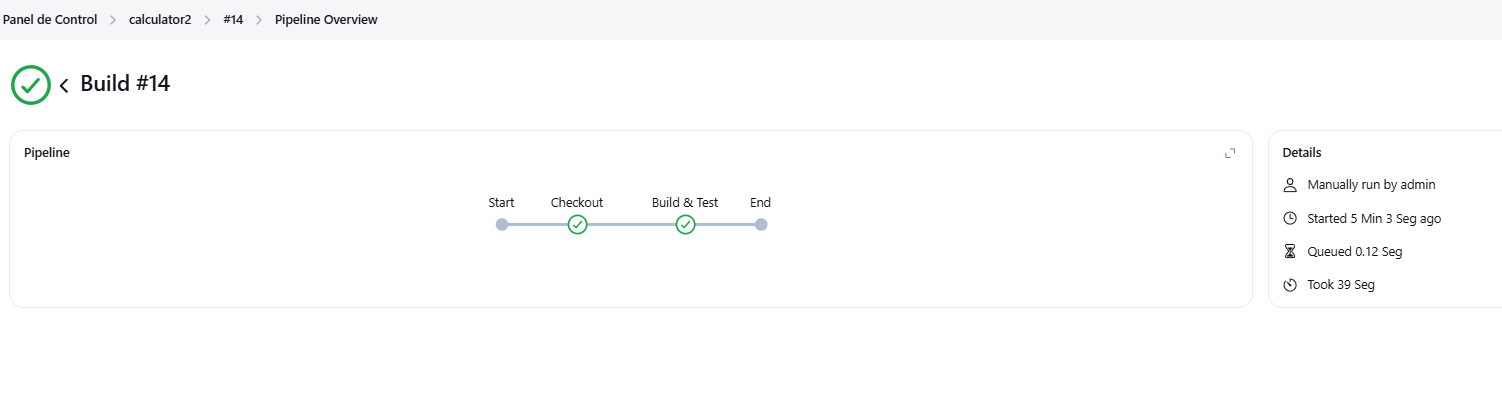 Panel de Control > calculator2 > #14 > Pipeline Overview
Build #14
Pipeline
Start Checkout Build & Test End
Details
Manually run by admin
Started 5 Min 3 Seg ago
Queued 0.12 Seg
Took 39 Seg